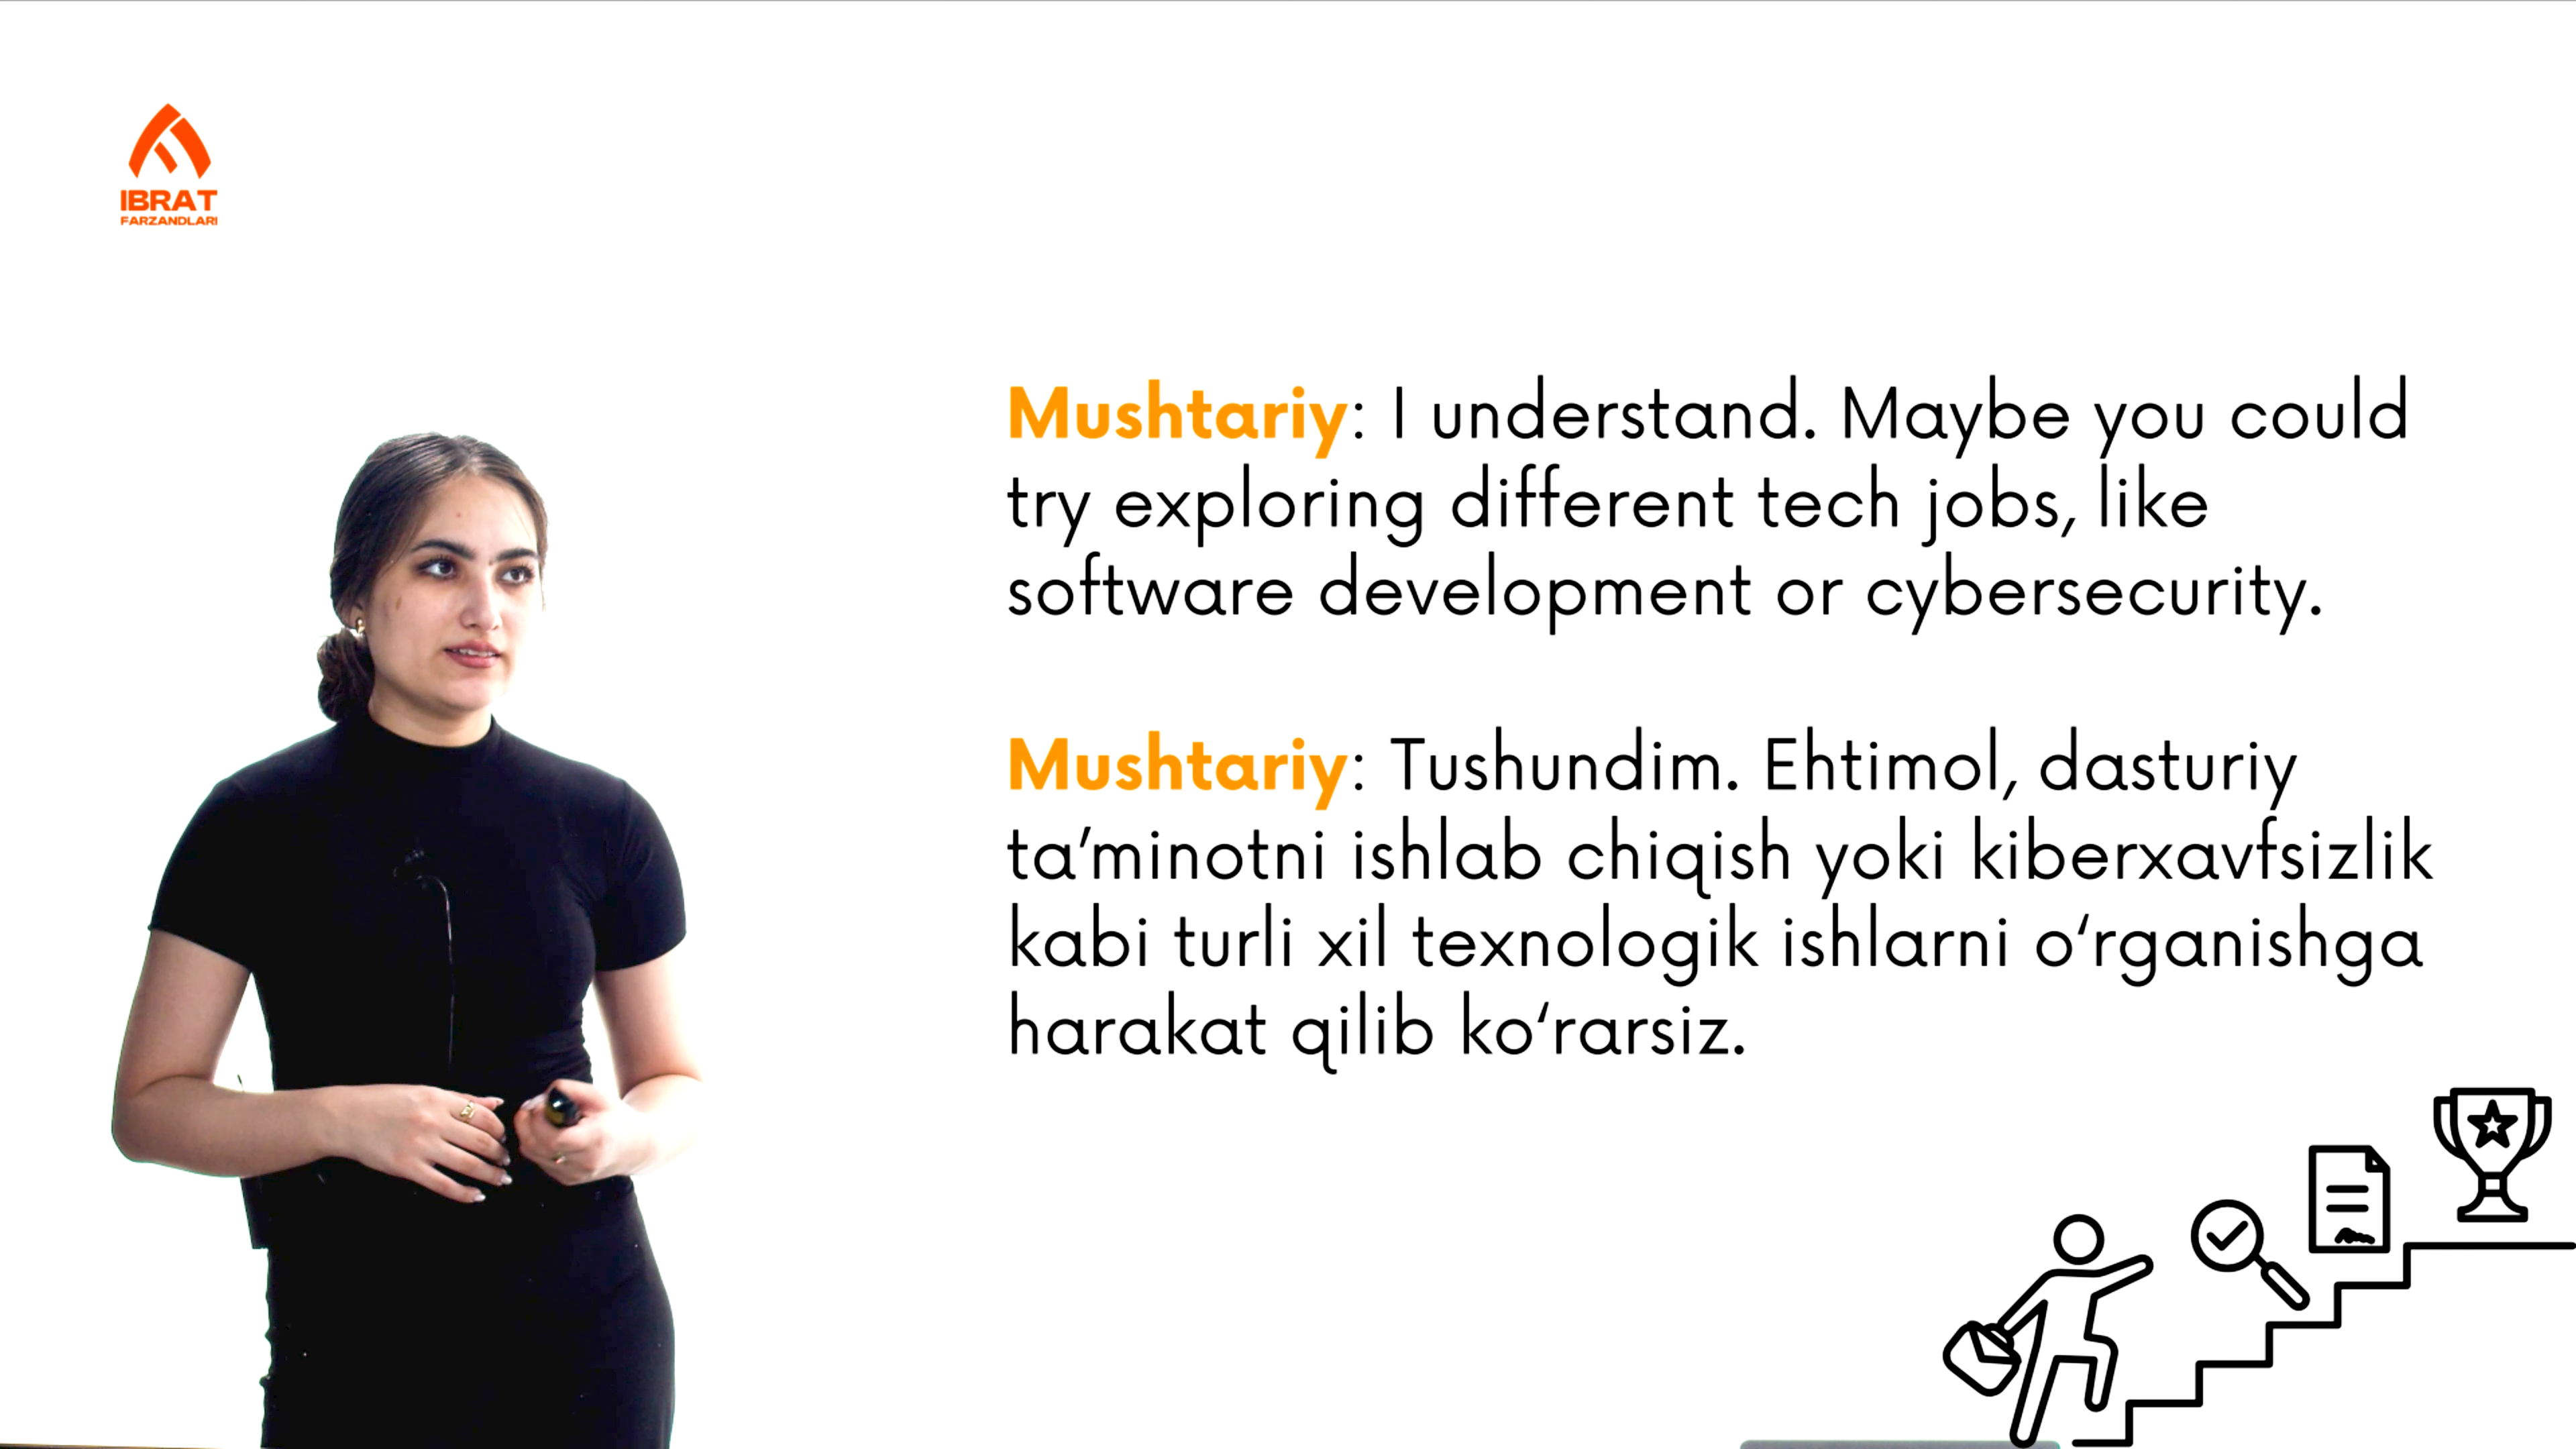 IBRAT
FARZANDLARI
Mushtariy: I understand. Maybe you could
try exploring different tech jobs, like
software development or cybersecurity.
Mushtariy: Tushundim. Ehtimol, dasturiy
ta’minotni ishlab chiqish yoki kiberxavfsizlik
kabi turli xil texnologik ishlarni o‘rganishga
harakat qilib ko‘rarsiz.